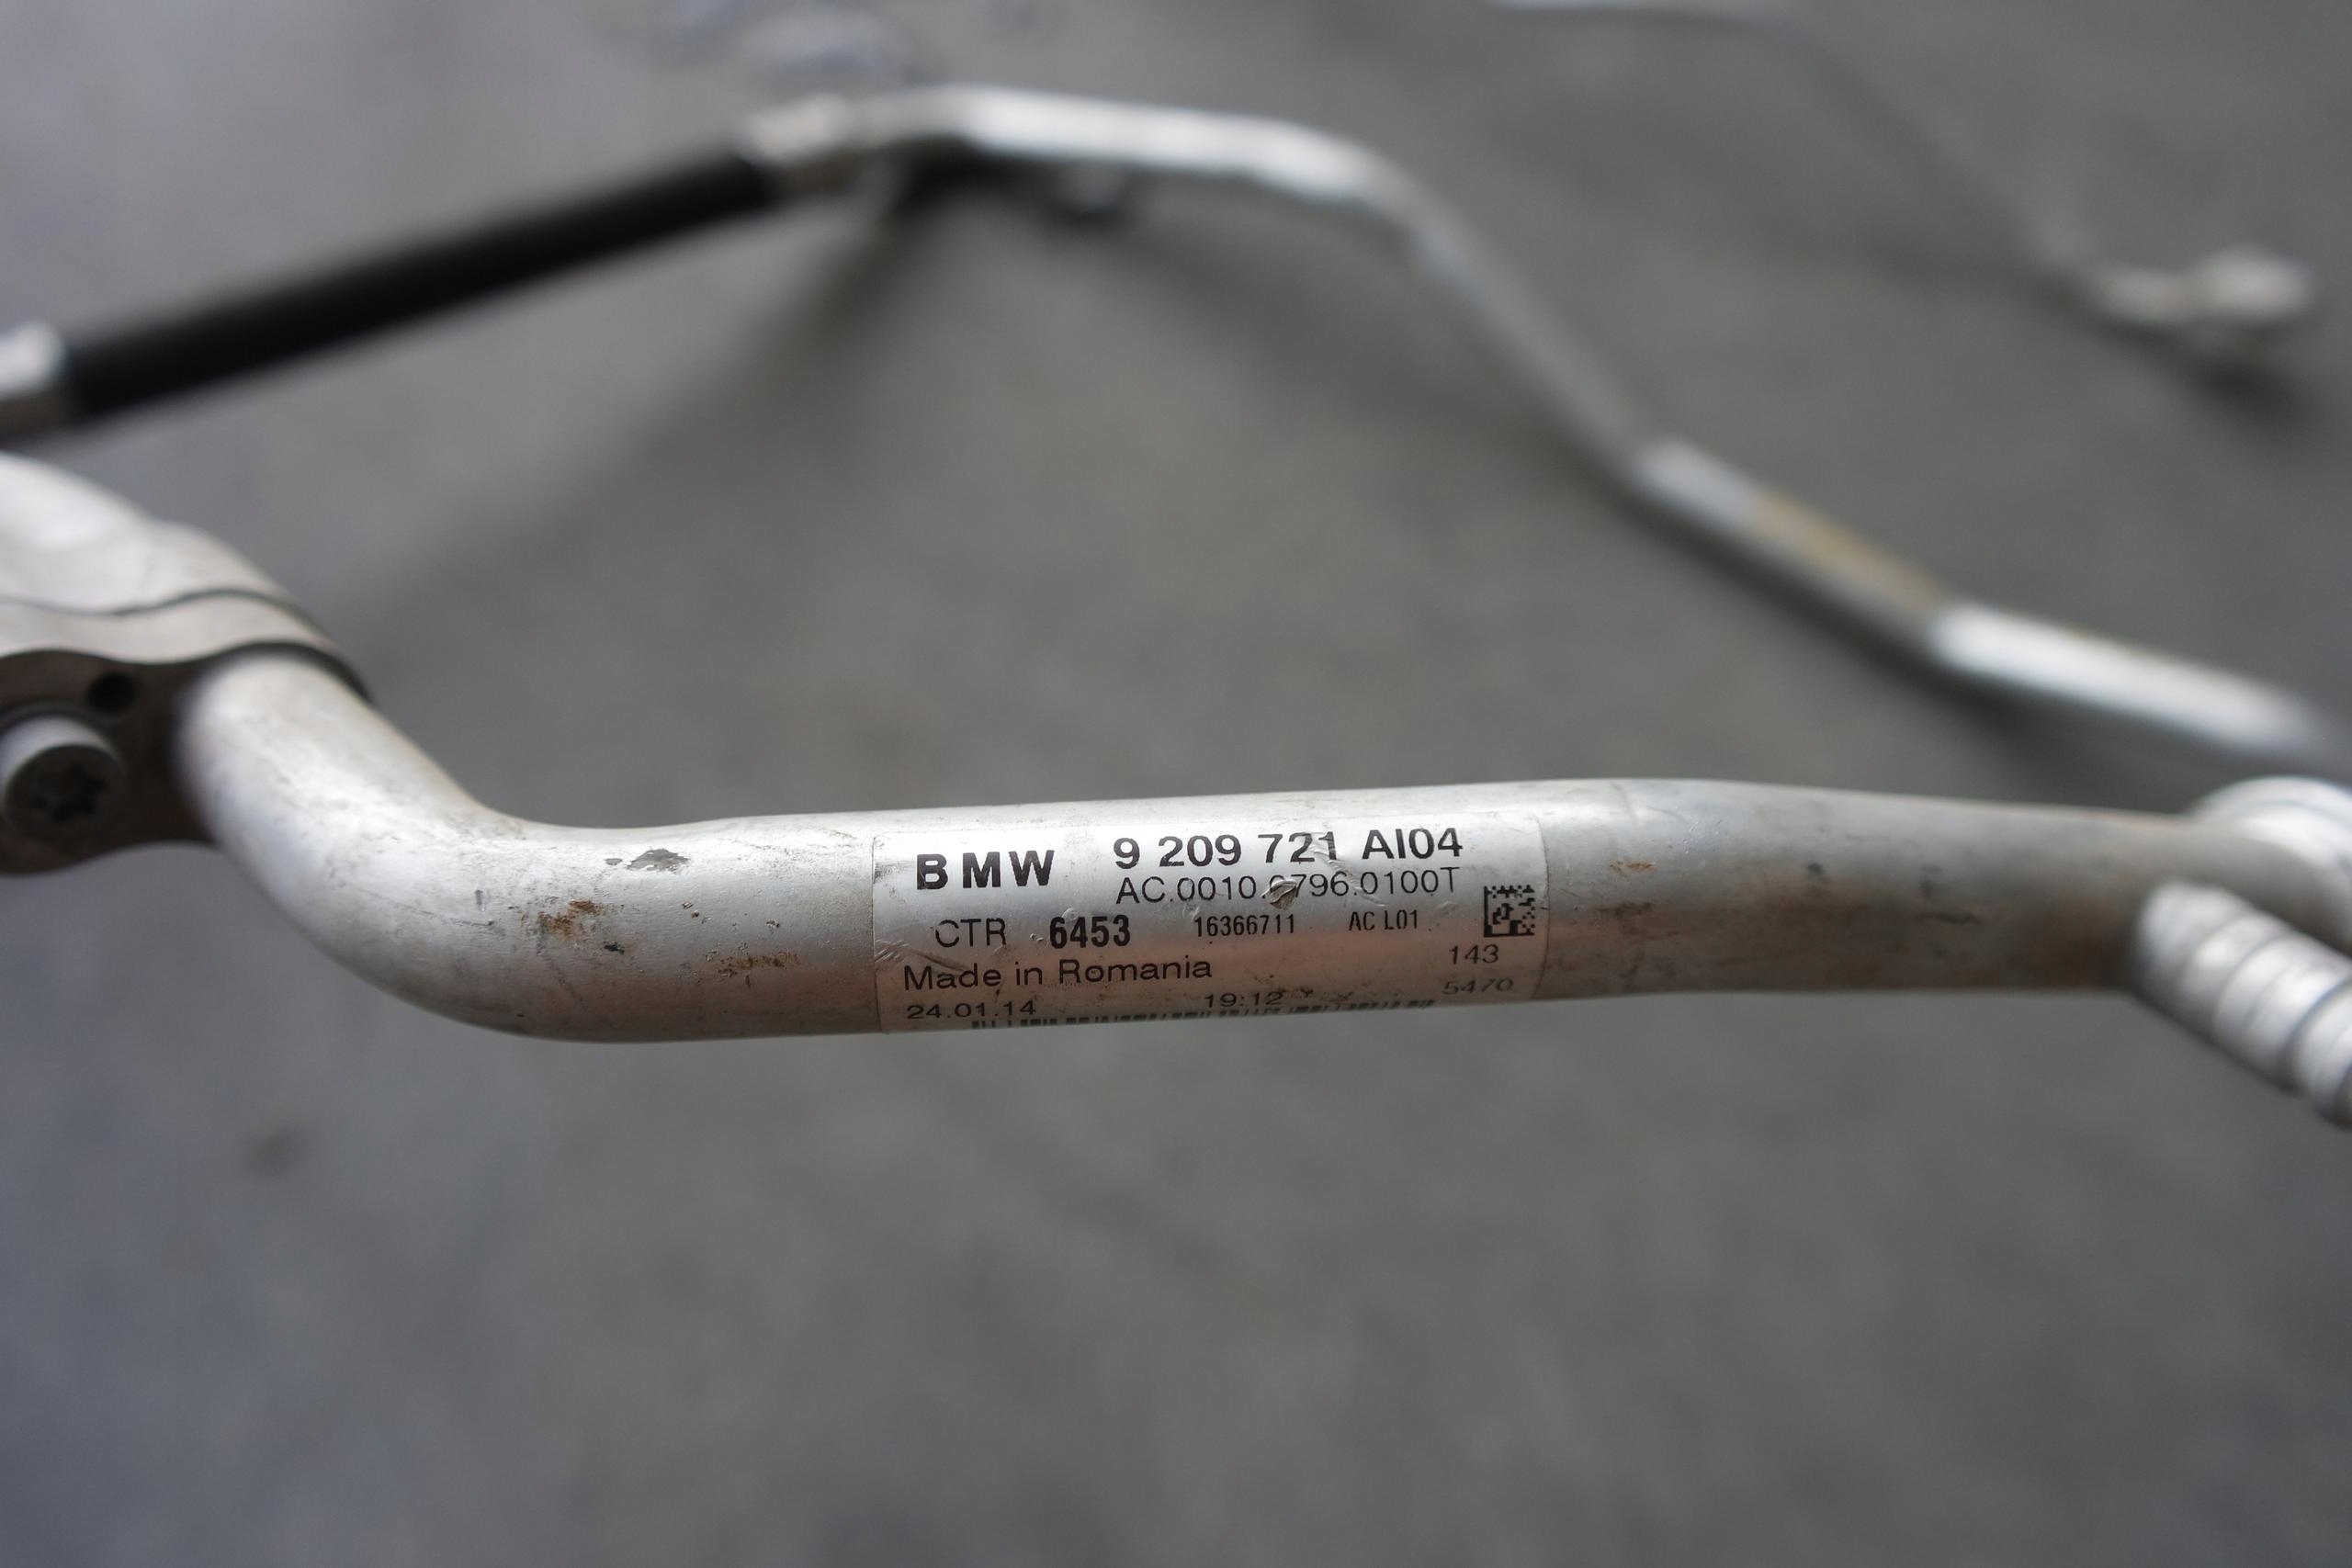 BMW 9 209 721 AI04
AC.0010.0796.0100T
CTR 6453 16366711 AC L01
143
Made in Romania
5470
24.01.14 19:12